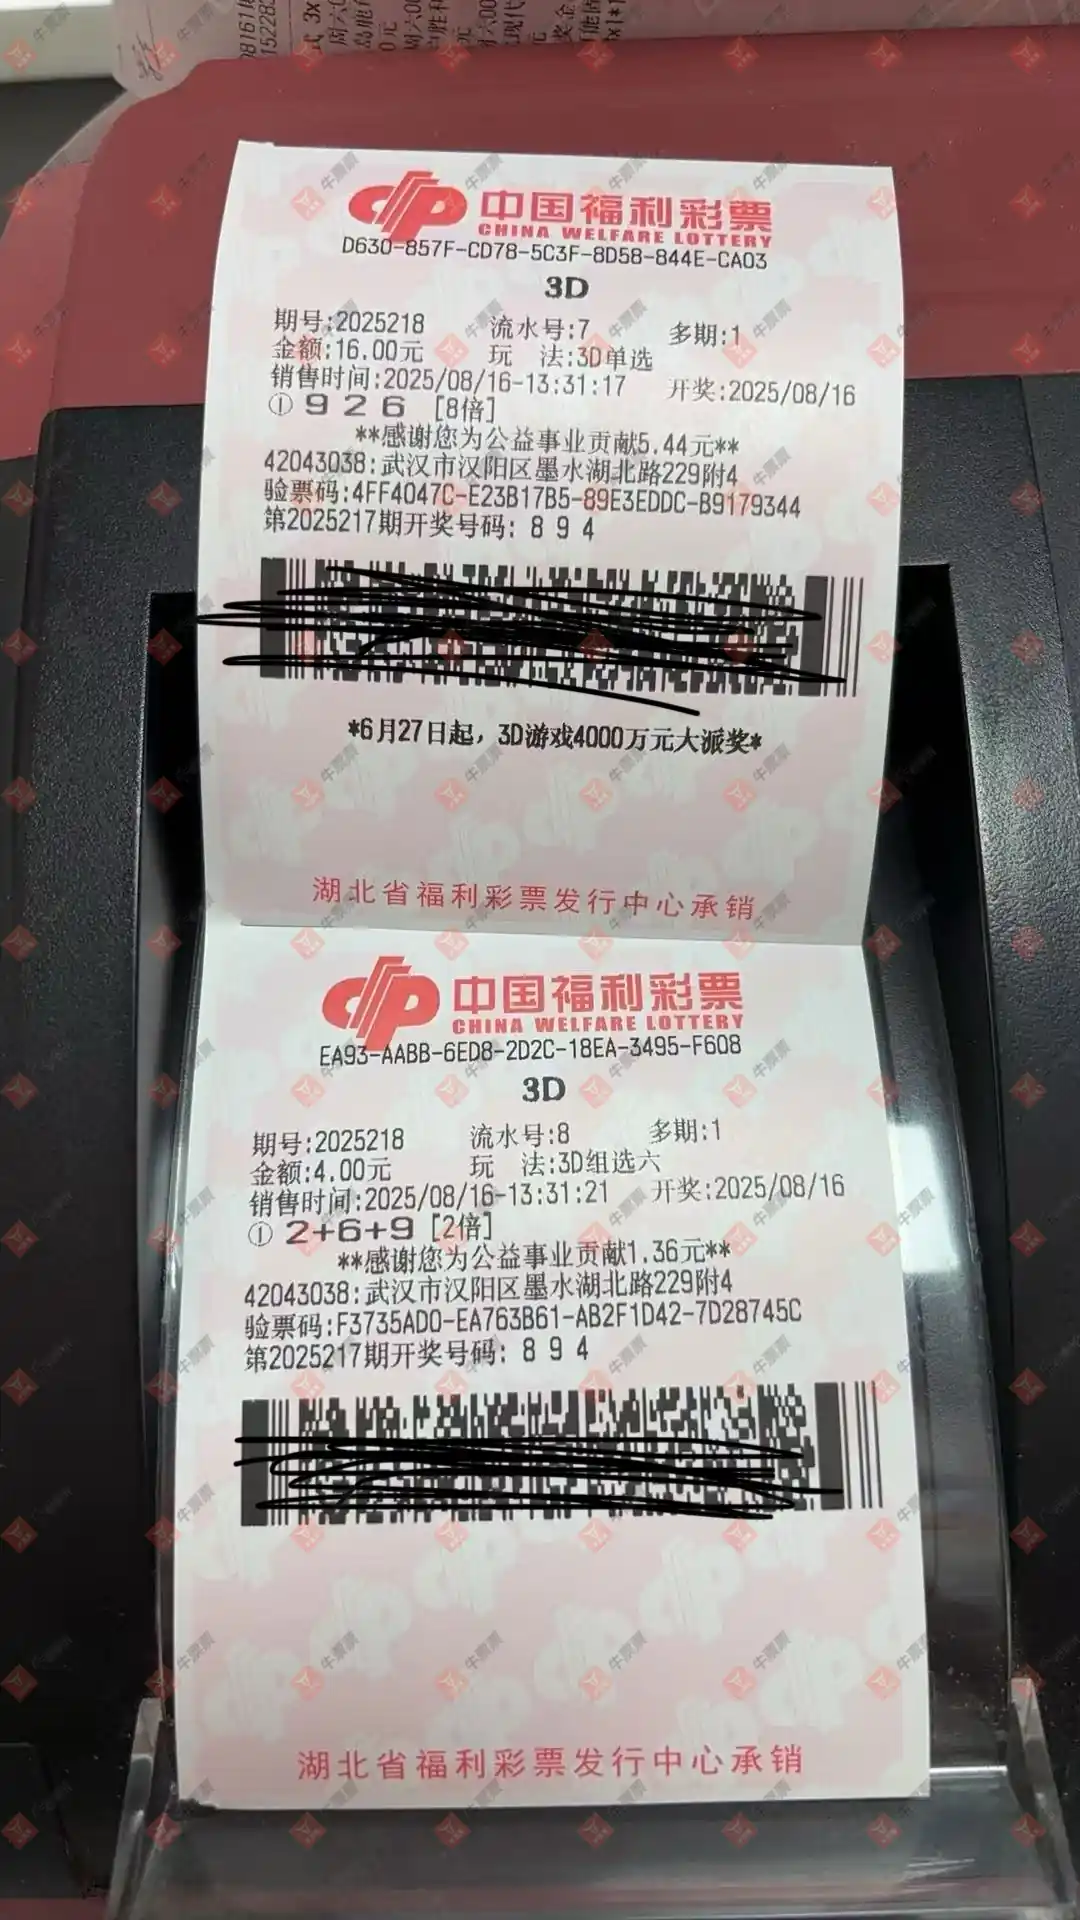 中国福利彩票
CHINA WELFARE LOTTERY
D630-857F-CD78-5C3F-8D58-844E-CA03
3D
期号:2025218 流水号:7 多期:1
金额:16.00元 玩 法:3D单选
销售时间:2025/08/16-13:31:17 开奖:2025/08/16
① 9 2 6 [8倍]
**感谢您为公益事业贡献5.44元**
42043038:武汉市汉阳区墨水湖北路229附4
验票码:4FF4047C-E23B17B5-89E3EDDC-B9179344
第2025217期开奖号码: 8 9 4
*6月27日起，3D游戏4000万元大派奖*
湖北省福利彩票发行中心承销
中国福利彩票
CHINA WELFARE LOTTERY
EA93-AABB-6ED8-2D2C-18EA-3495-F608
3D
期号:2025218 流水号:8 多期:1
金额:4.00元 玩 法:3D组选六
销售时间:2025/08/16-13:31:21 开奖:2025/08/16
① 2+6+9 [2倍]
**感谢您为公益事业贡献1.36元**
42043038:武汉市汉阳区墨水湖北路229附4
验票码:F3735AD0-EA763B61-AB2F1D42-7D28745C
第2025217期开奖号码: 8 9 4
湖北省福利彩票发行中心承销
牛票票